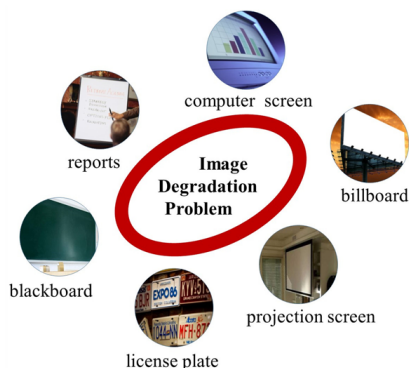 computer screen
reports
Image
Degradation
Problem
billboard
blackboard
projection screen
EXPO86
license plate